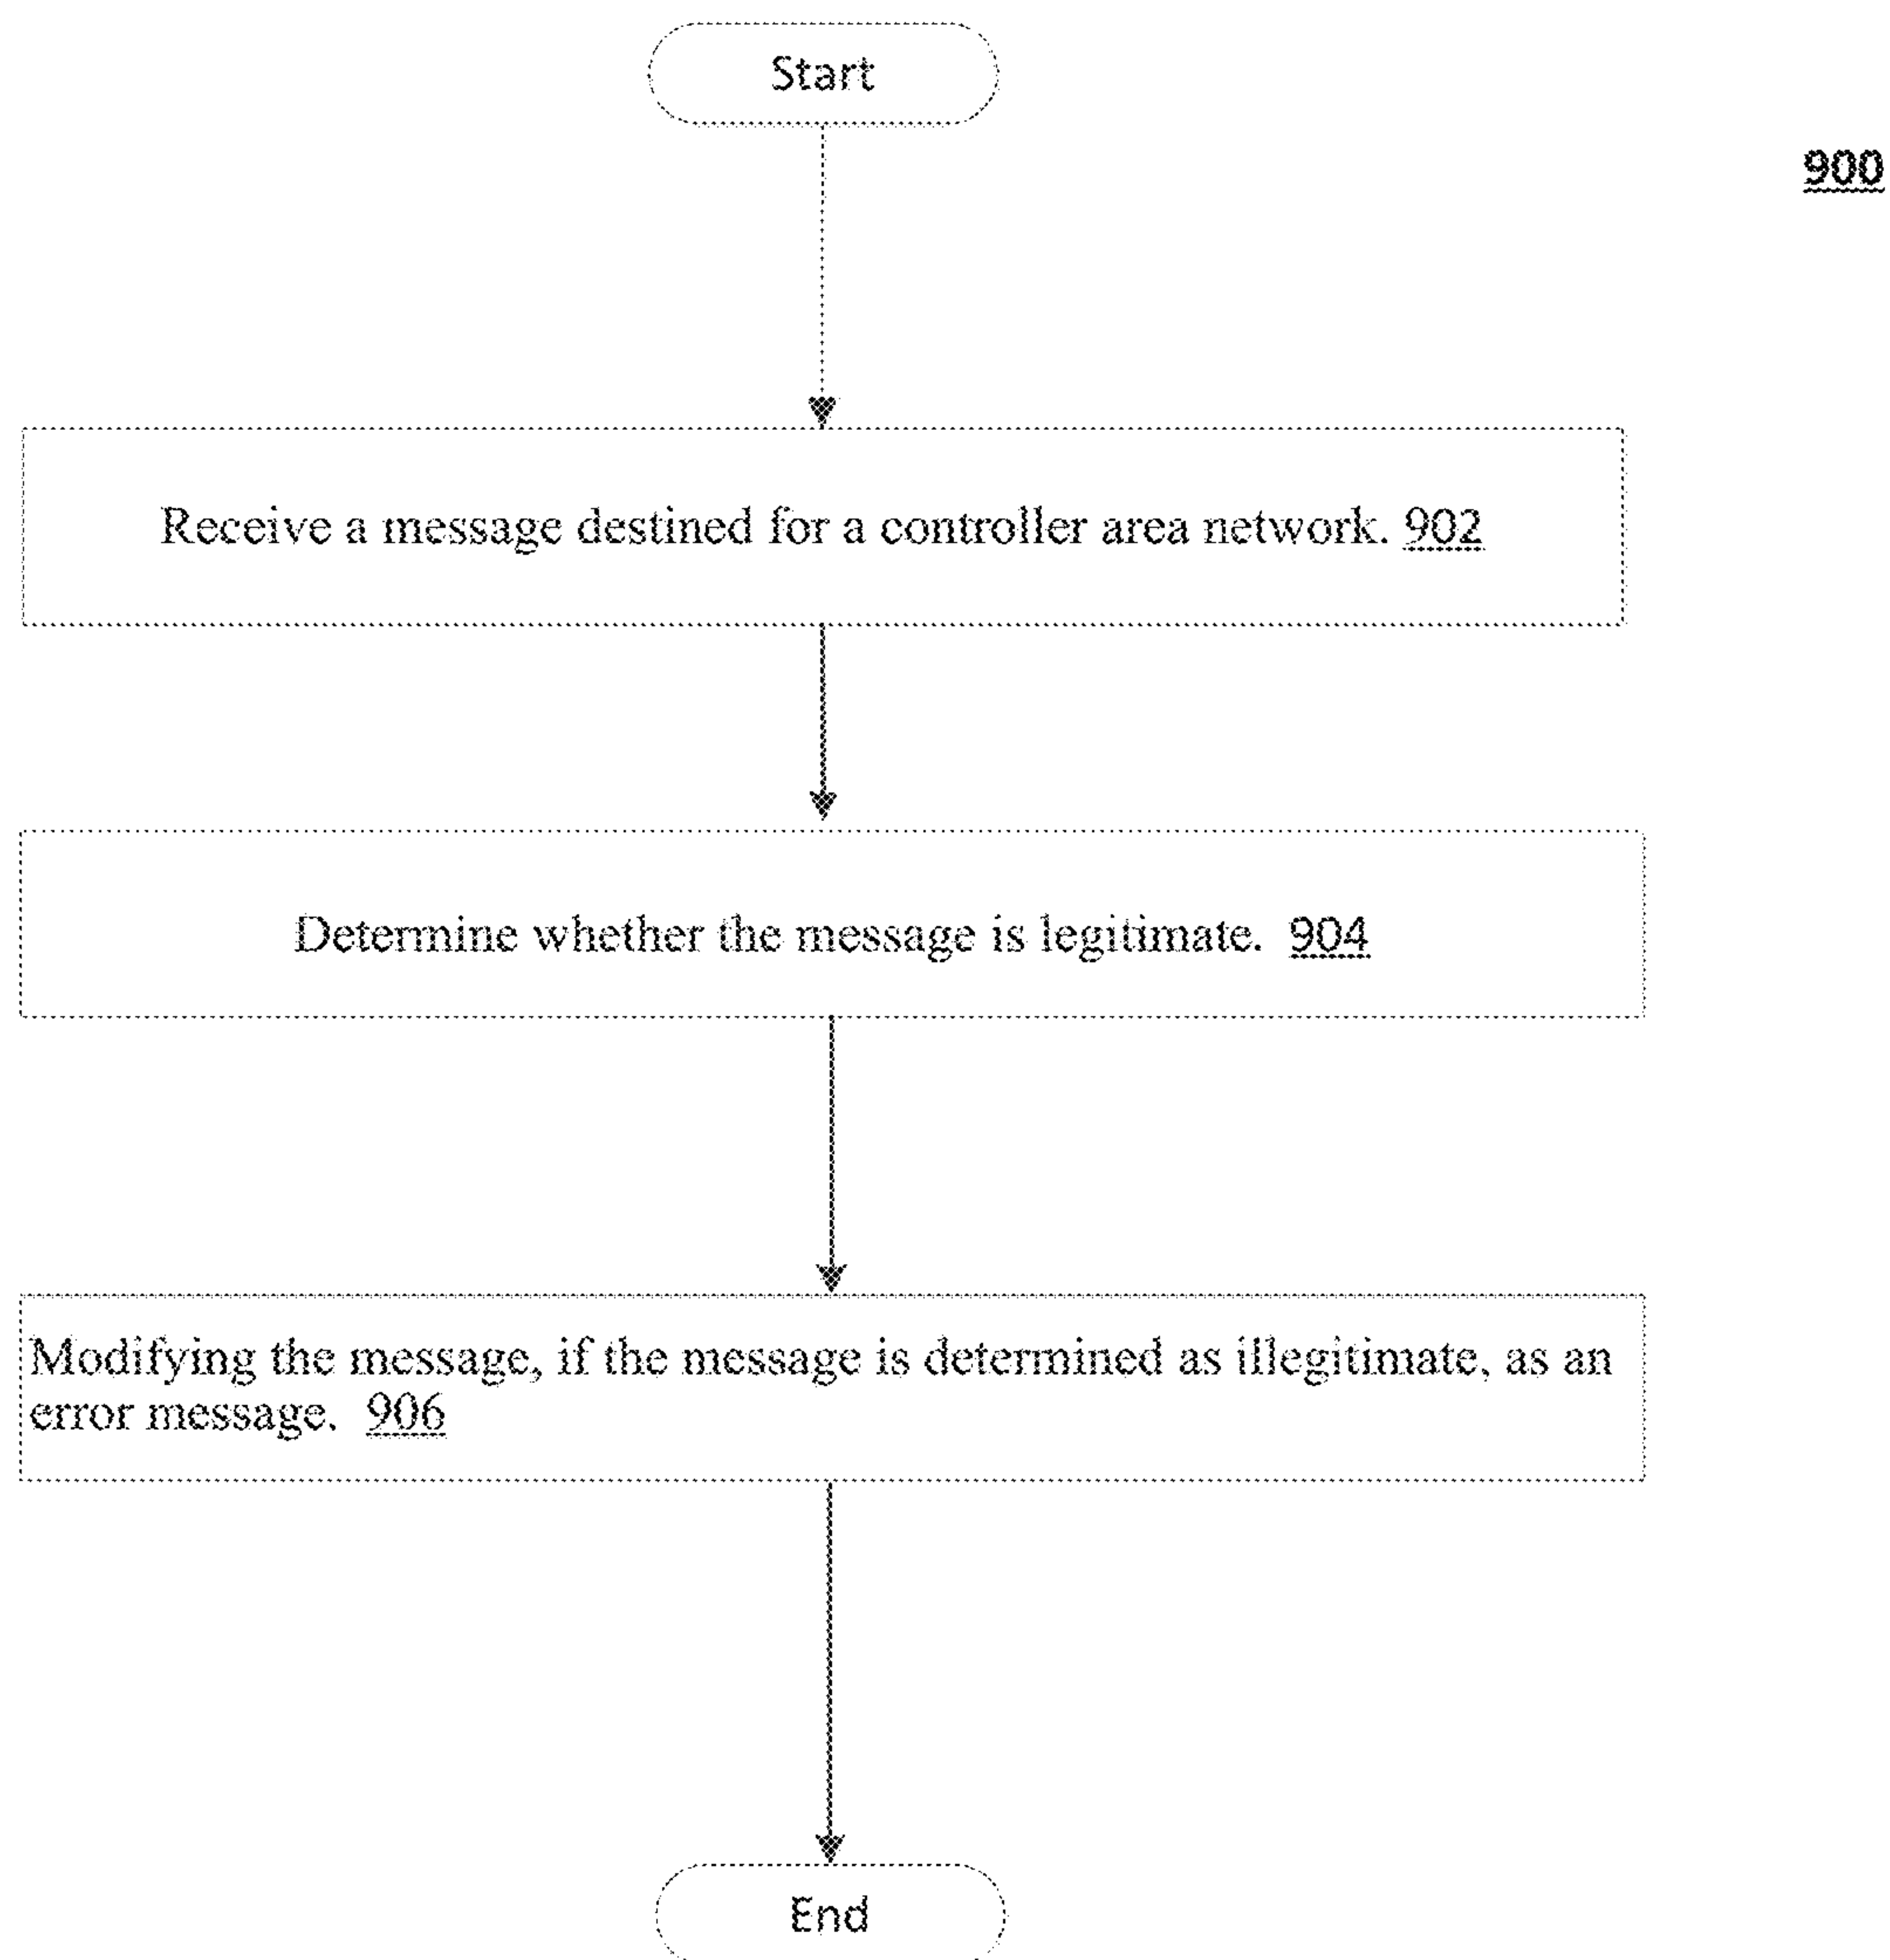 Start
900
Receive a message destined for a controller area network. 902
Determine whether the message is legitimate. 904
Modifying the message, if the message is determined as illegitimate, as an
error message. 906
End